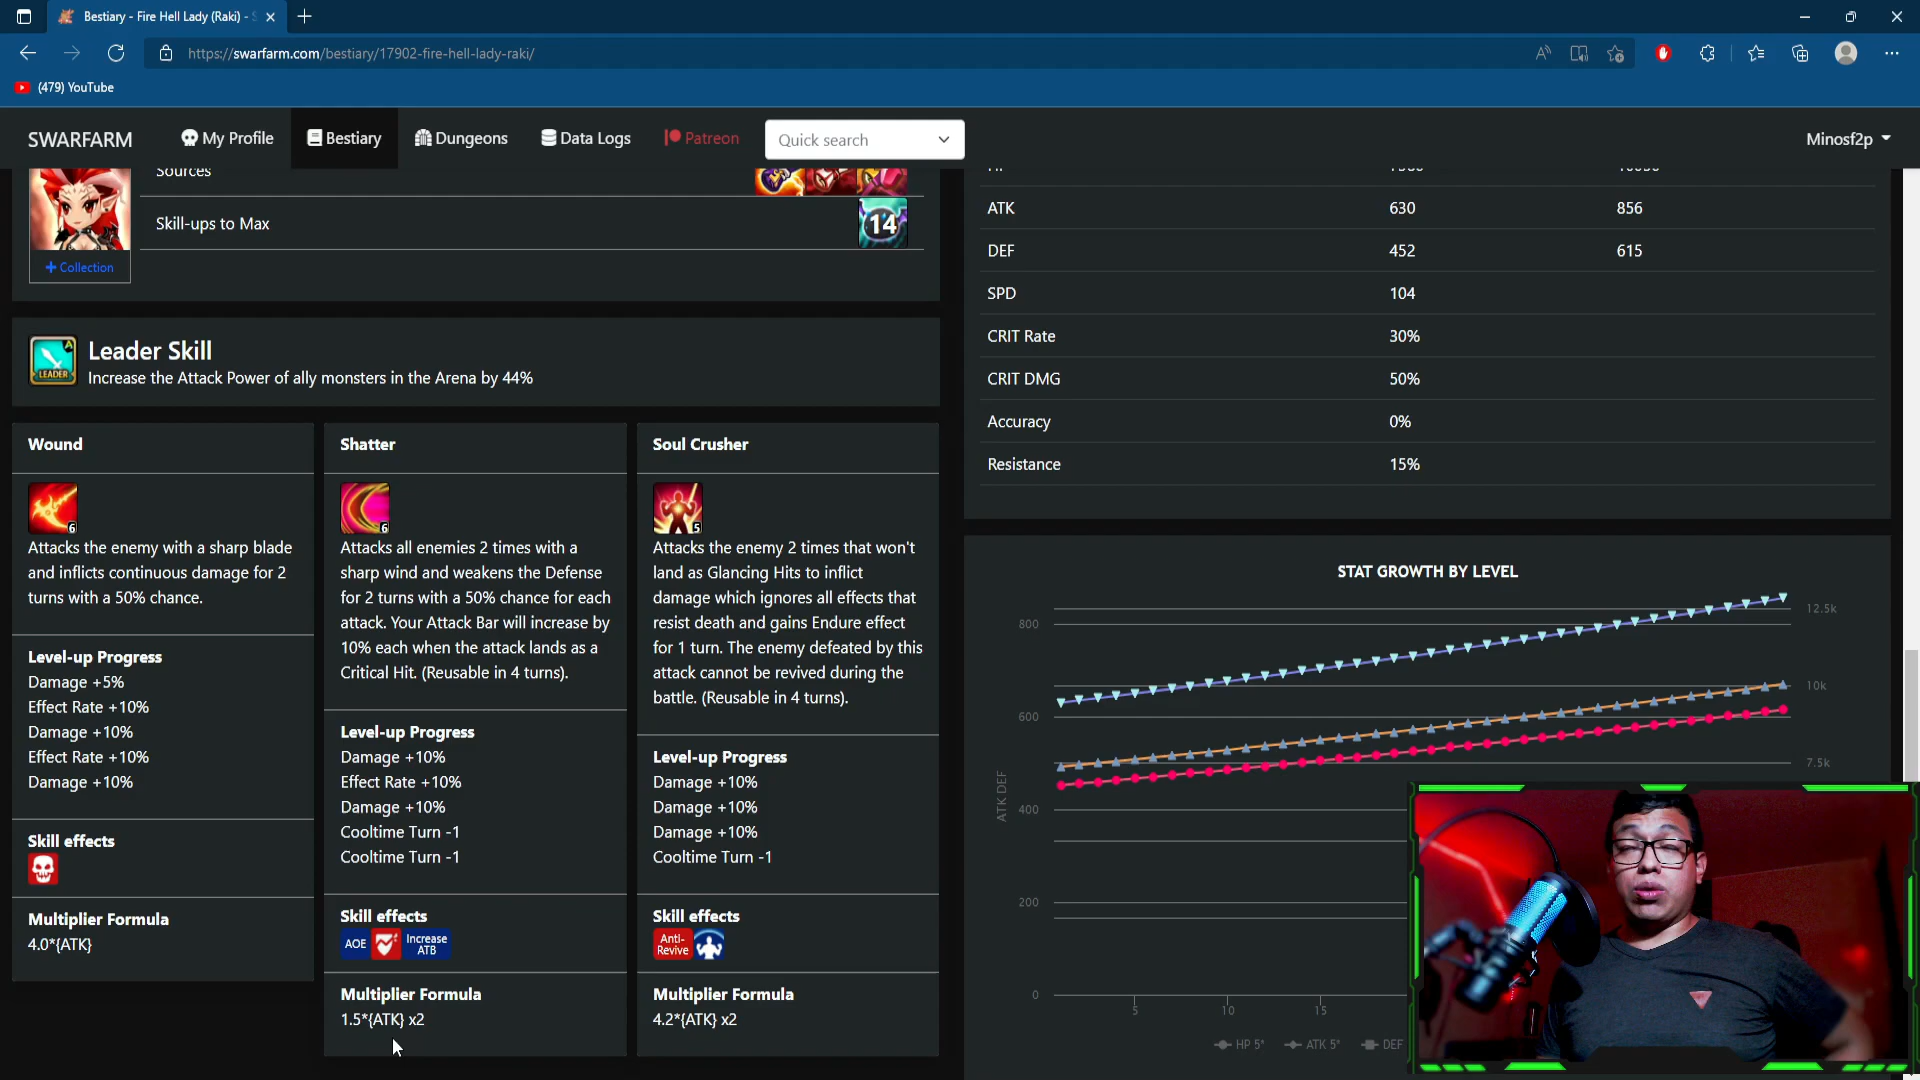 Bestiary - Fire Hell Lady (Raki) -
https://swarfarm.com/bestiary/17902-fire-hell-lady-raki/
(479) YouTube
SWARFARM
My Profile
Bestiary
Dungeons
Data Logs
Patreon
Quick search
Minosf2p
Sources
Skill-ups to Max
14
+ Collection
Leader Skill
LEADER
Increase the Attack Power of ally monsters in the Arena by 44%
Wound
6
Attacks the enemy with a sharp blade
and inflicts continuous damage for 2
turns with a 50% chance.
Level-up Progress
Damage +5%
Effect Rate +10%
Damage +10%
Effect Rate +10%
Damage +10%
Skill effects
Multiplier Formula
4.0*{ATK}
Shatter
6
Attacks all enemies 2 times with a
sharp wind and weakens the Defense
for 2 turns with a 50% chance for each
attack. Your Attack Bar will increase by
10% each when the attack lands as a
Critical Hit. (Reusable in 4 turns).
Level-up Progress
Damage +10%
Effect Rate +10%
Damage +10%
Cooltime Turn -1
Cooltime Turn -1
Skill effects
AOE
Increase
ATB
Multiplier Formula
1.5*{ATK} x2
Soul Crusher
5
Attacks the enemy 2 times that won't
land as Glancing Hits to inflict
damage which ignores all effects that
resist death and gains Endure effect
for 1 turn. The enemy defeated by this
attack cannot be revived during the
battle. (Reusable in 4 turns).
Level-up Progress
Damage +10%
Damage +10%
Damage +10%
Cooltime Turn -1
Skill effects
Anti-
Revive
Multiplier Formula
4.2*{ATK} x2
ATK 630 856
DEF 452 615
SPD 104
CRIT Rate 30%
CRIT DMG 50%
Accuracy 0%
Resistance 15%
STAT GROWTH BY LEVEL
800
600
400
200
0
ATK DEF
12.5k
10k
7.5k
5 10 15
HP 5* ATK 5* DEF